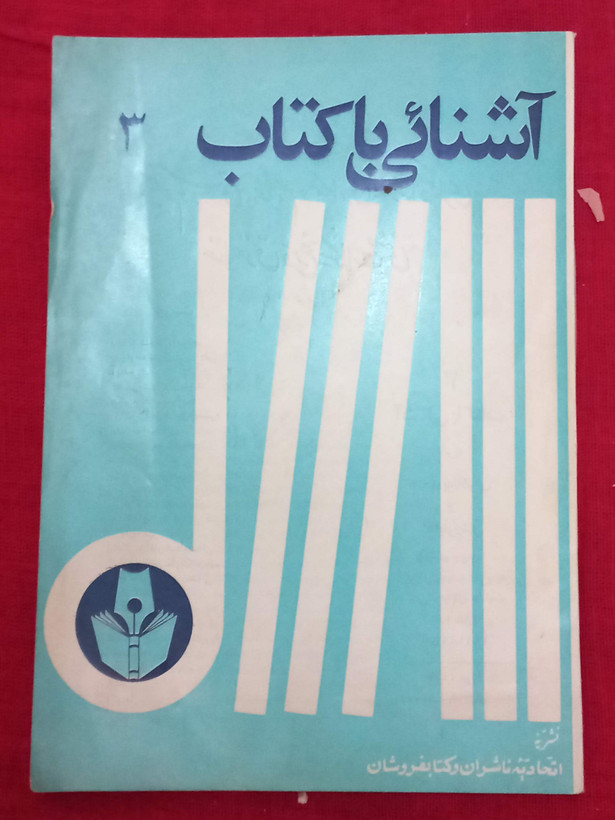 آشنائی با کتاب
۳
نشریه
اتحادیه ناشران و کتابفروشان